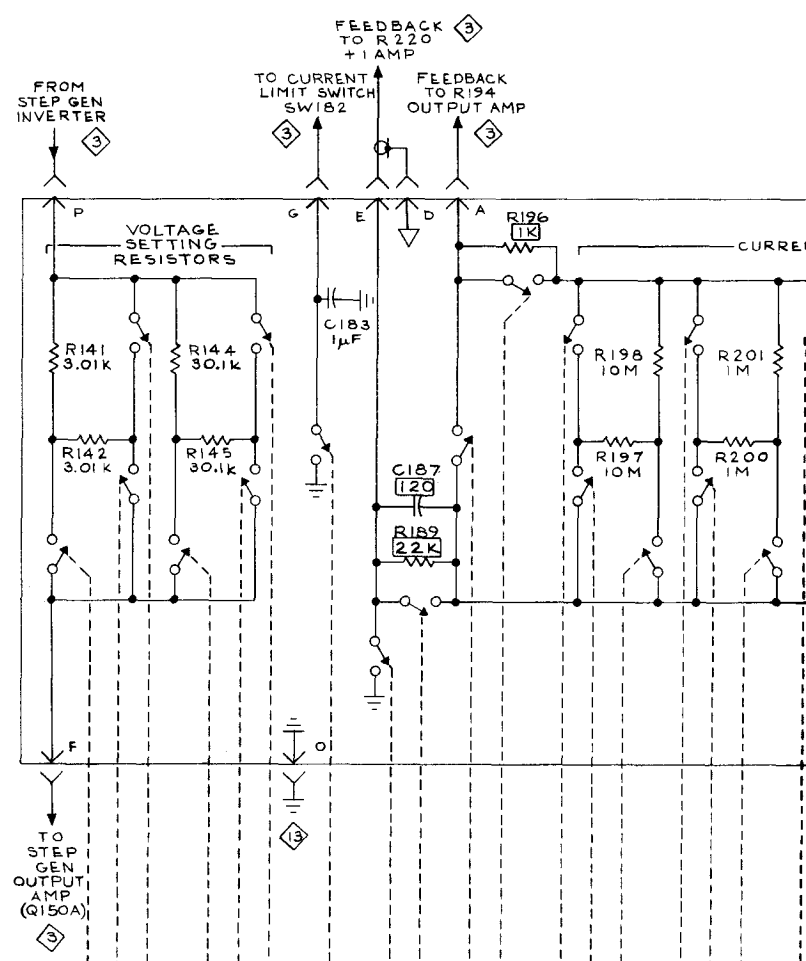 FEEDBACK
TO R220
+1 AMP
3
FROM
STEP GEN
INVERTER
3
TO CURRENT
LIMIT SWITCH
SW182
3
FEEDBACK
TO R194
OUTPUT AMP
3
P
G
E
D
A
VOLTAGE
SETTING
RESISTORS
R196
1K
CURRE
C183
1µF
R141
3.01K
R144
30.1K
R198
10M
R201
1M
R142
3.01K
R145
30.1K
R197
10M
R200
1M
C187
120
R189
22K
F
O
13
TO
STEP
GEN
OUTPUT
AMP
(Q150A)
3